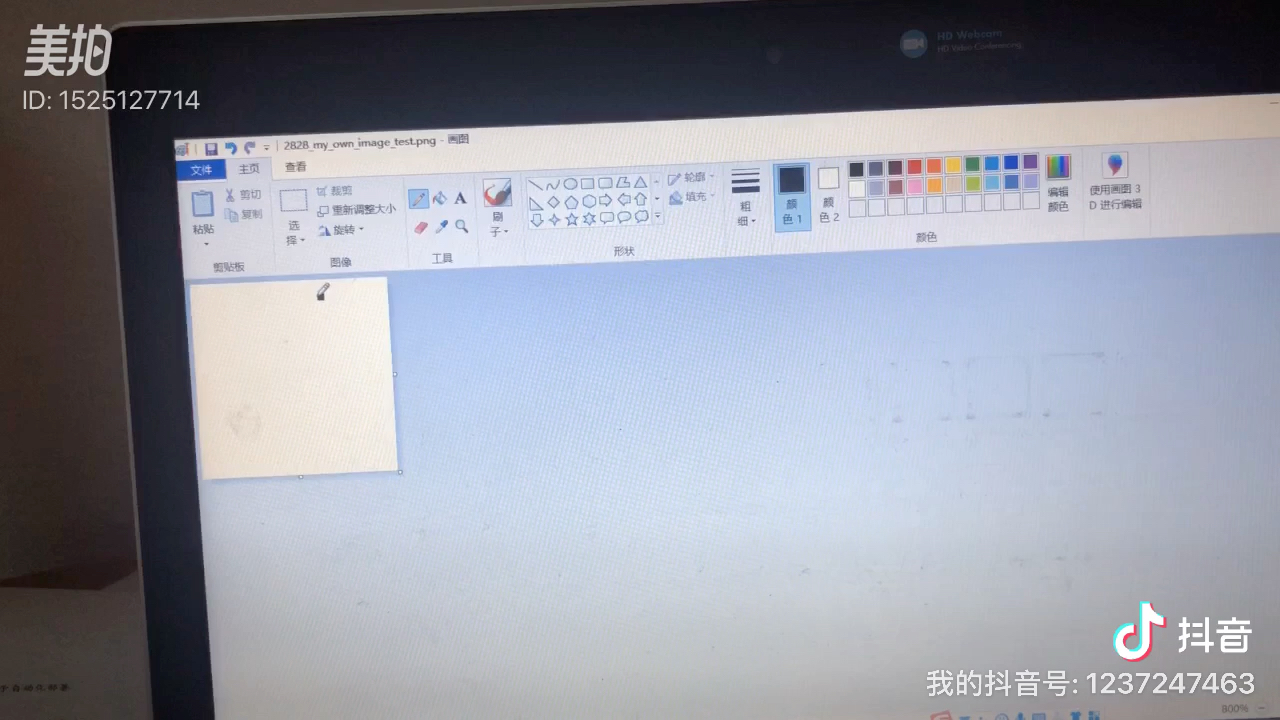 美拍
ID: 1525127714
HD Webcam
HD Video Conferencing
2828_my_own_image_test.png - 画图
文件
主页
查看
粘贴
剪切
复制
剪贴板
选择
裁剪
重新调整大小
旋转
图像
A
工具
刷子
轮廓
填充
形状
粗细
颜色 1
颜色 2
编辑颜色
颜色
使用画图 3
D 进行编辑
抖音
我的抖音号: 1237247463
800%